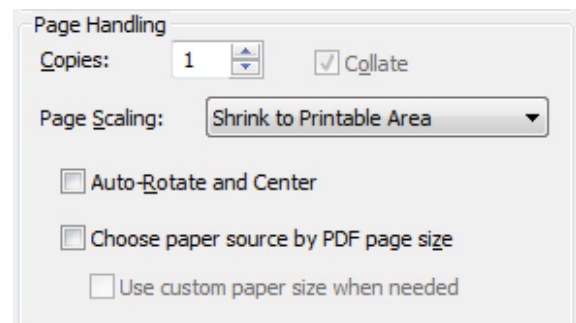 Page Handling
Copies: 1 Collate
Page Scaling: Shrink to Printable Area
Auto-Rotate and Center
Choose paper source by PDF page size
Use custom paper size when needed